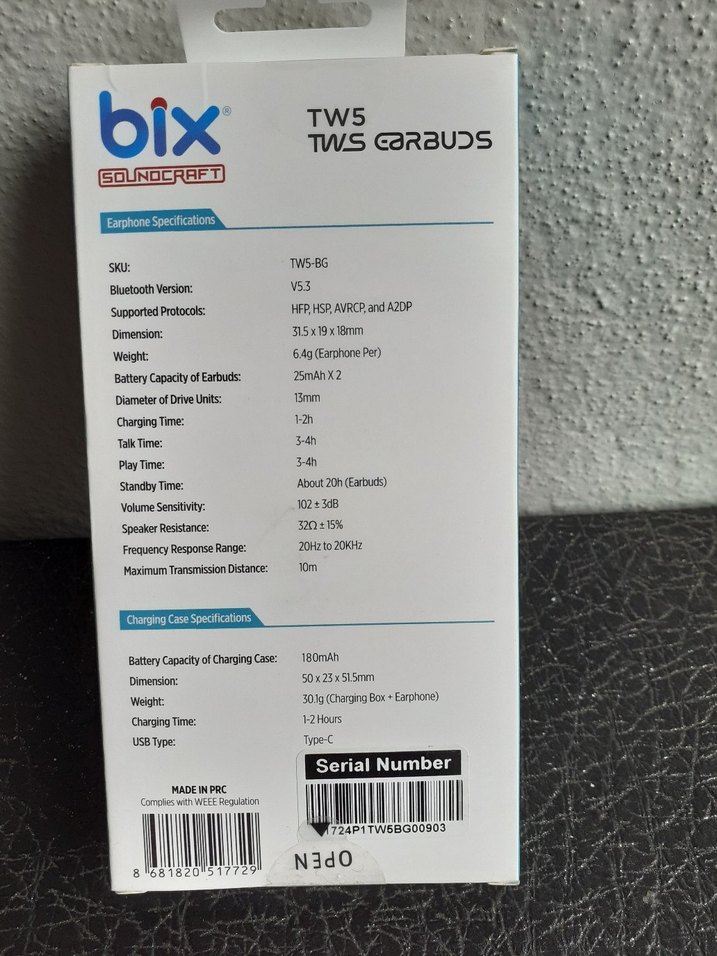 bix®
SOUNDCRAFT
TW5
TWS EARBUDS
Earphone Specifications
SKU: TW5-BG
Bluetooth Version: V5.3
Supported Protocols: HFP, HSP, AVRCP, and A2DP
Dimension: 31.5 x 19 x 18mm
Weight: 6.4g (Earphone Per)
Battery Capacity of Earbuds: 25mAh X 2
Diameter of Drive Units: 13mm
Charging Time: 1-2h
Talk Time: 3-4h
Play Time: 3-4h
Standby Time: About 20h (Earbuds)
Volume Sensitivity: 102 ± 3dB
Speaker Resistance: 32Ω ± 15%
Frequency Response Range: 20Hz to 20KHz
Maximum Transmission Distance: 10m
Charging Case Specifications
Battery Capacity of Charging Case: 180mAh
Dimension: 50 x 23 x 51.5mm
Weight: 30.1g (Charging Box + Earphone)
Charging Time: 1-2 Hours
USB Type: Type-C
MADE IN PRC
Complies with WEEE Regulation
8 681820 517729
Serial Number
1724P1TW5BG00903
OPEN